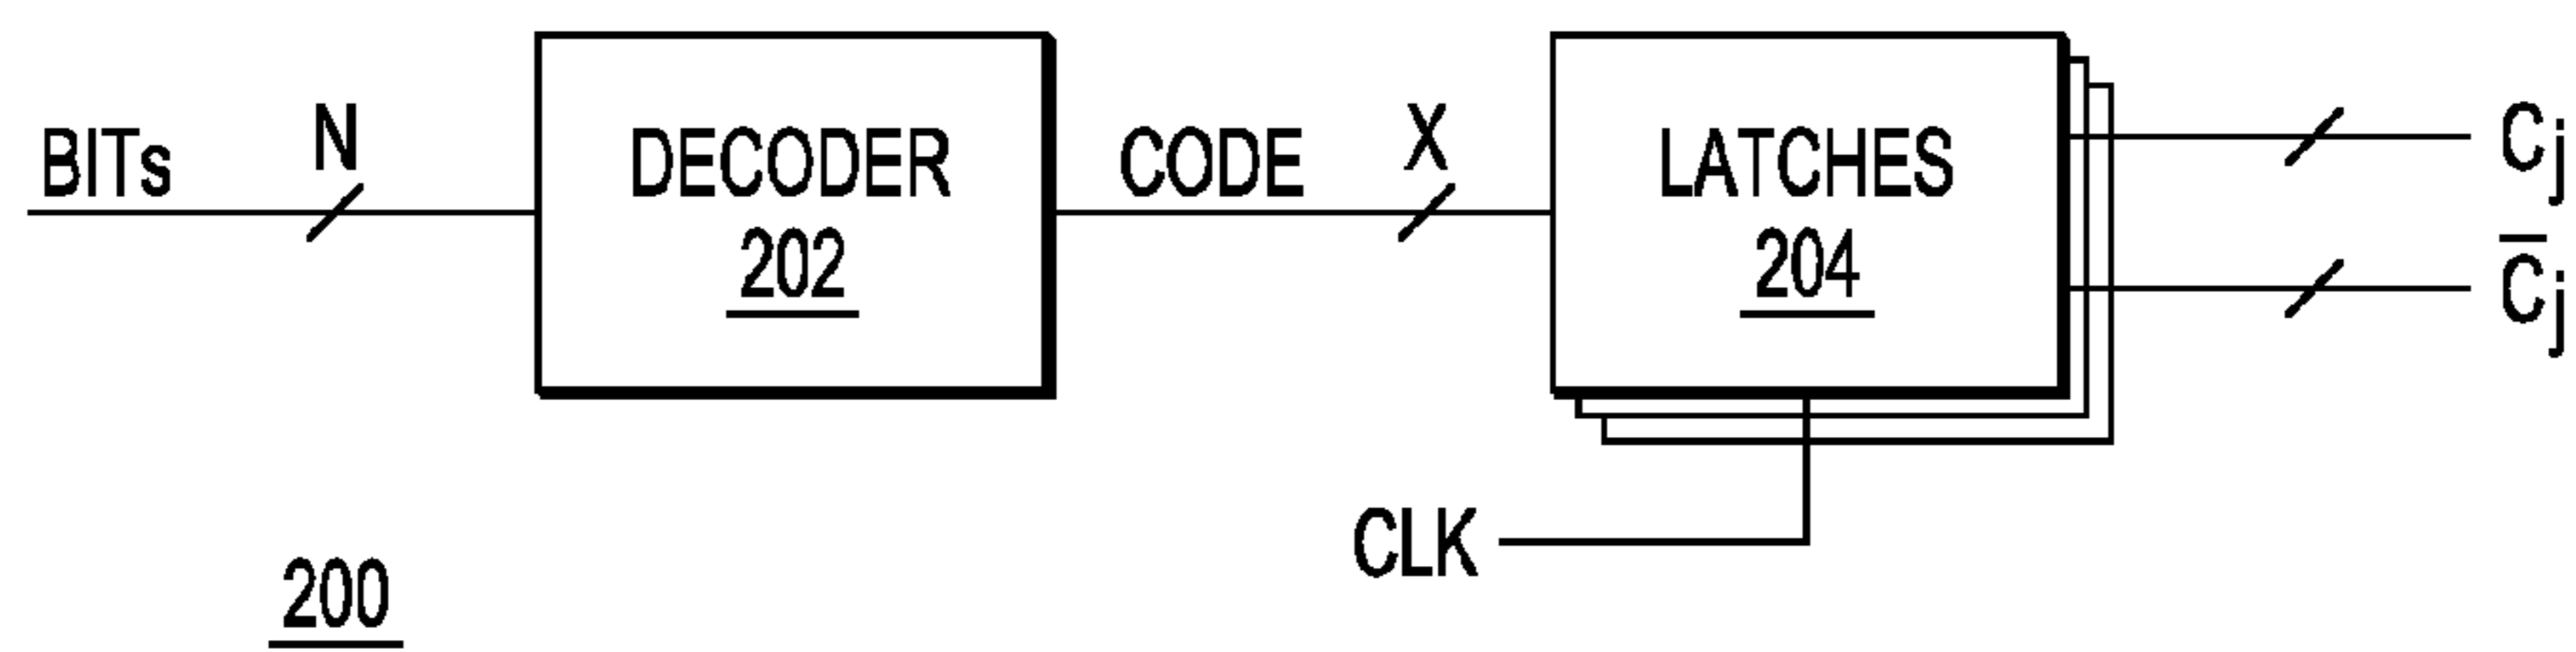 BITs
N
DECODER
202
CODE
X
LATCHES
204
Cj
C̅j
CLK
200